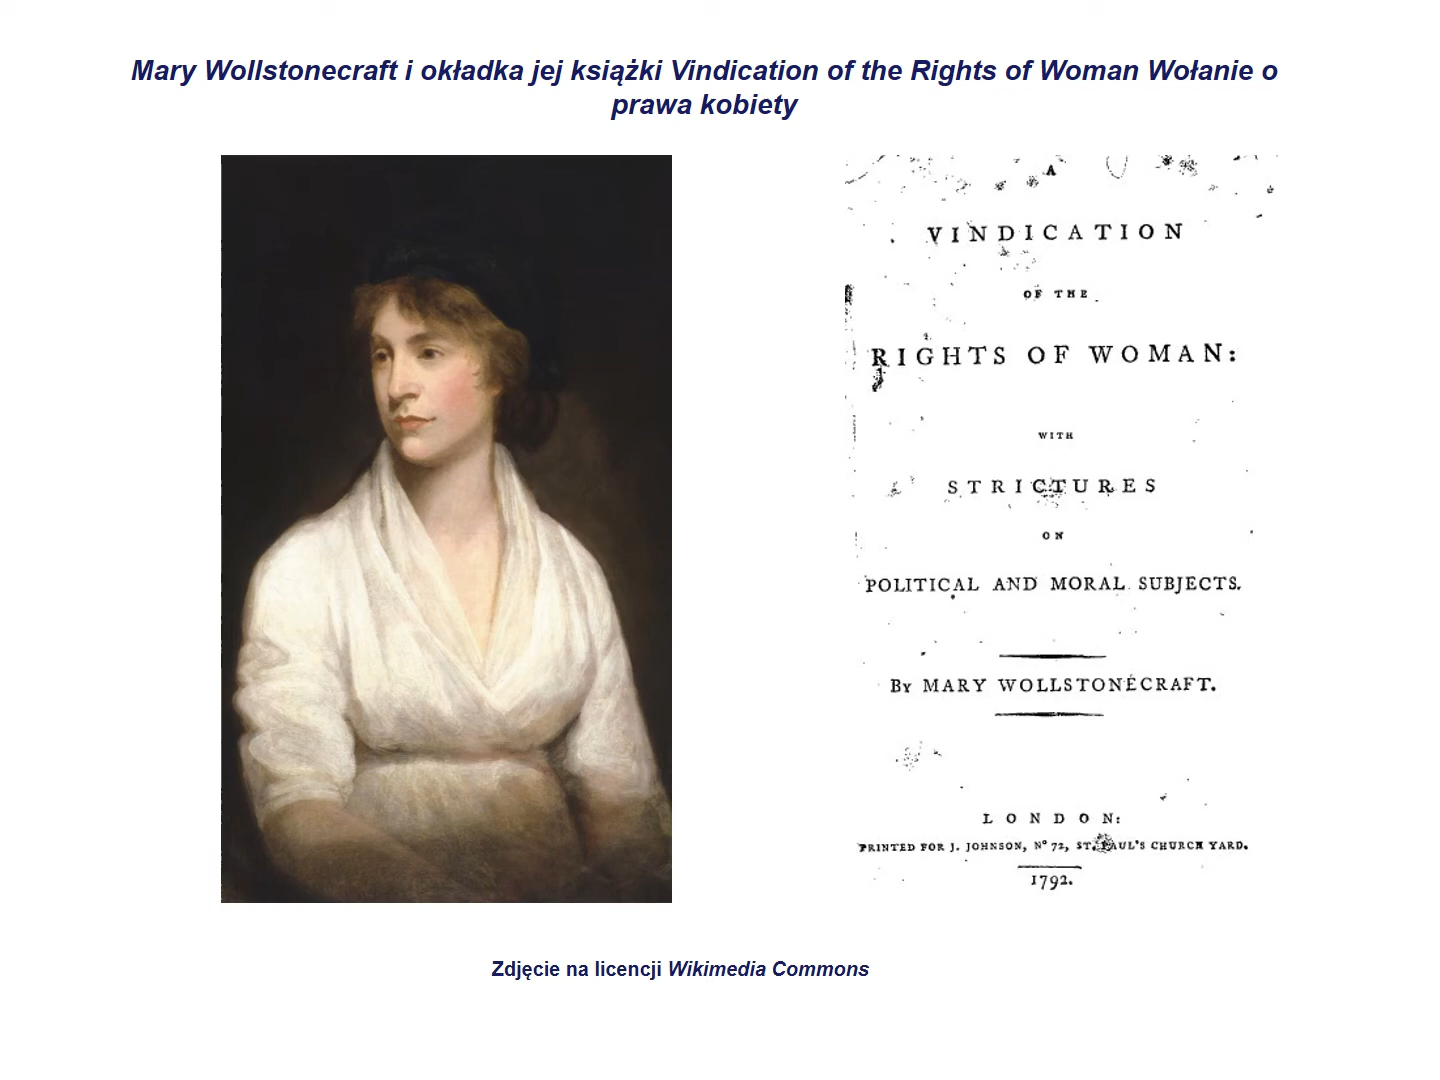 Mary Wollstonecraft i okładka jej książki Vindication of the Rights of Woman Wołanie o
prawa kobiety
A
VINDICATION
OF THE
RIGHTS OF WOMAN:
WITH
STRICTURES
ON
POLITICAL AND MORAL SUBJECTS.
By MARY WOLLSTONECRAFT.
LONDON:
PRINTED FOR J. JOHNSON, Nº 72, ST. PAUL'S CHURCH YARD.
1792.
Zdjęcie na licencji Wikimedia Commons